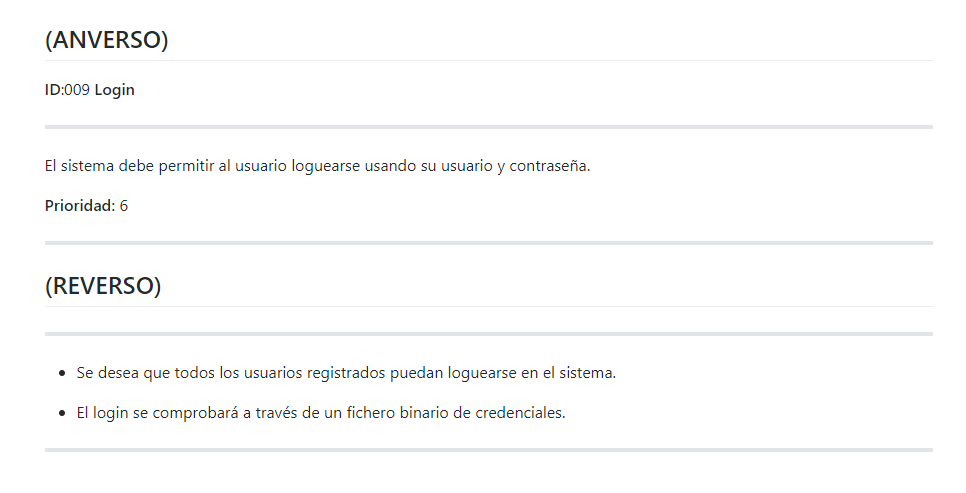 (ANVERSO)
ID:009 Login
El sistema debe permitir al usuario loguearse usando su usuario y contraseña.
Prioridad: 6
(REVERSO)
• Se desea que todos los usuarios registrados puedan loguearse en el sistema.
• El login se comprobará a través de un fichero binario de credenciales.